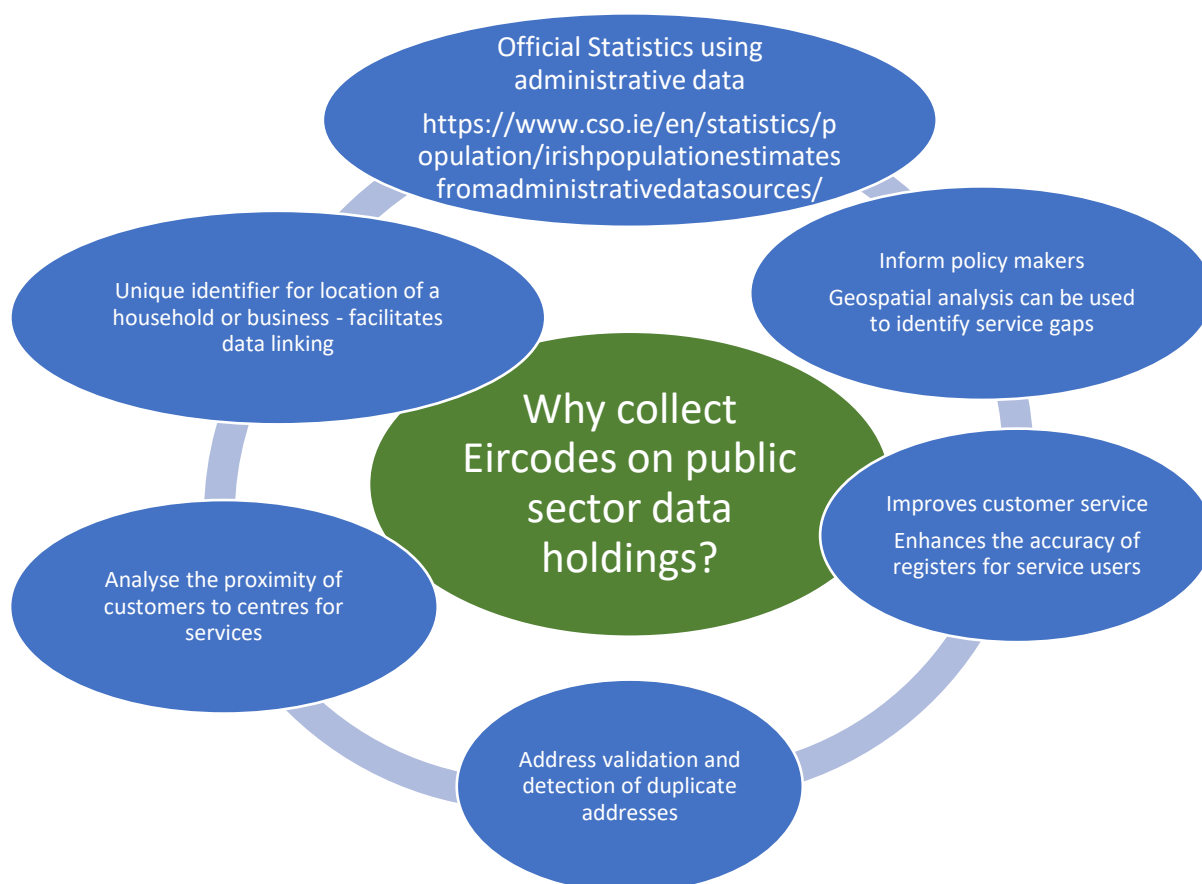 Official Statistics using
administrative data
https://www.cso.ie/en/statistics/p
opulation/irishpopulationestimates
fromadministrativedatasources/
Inform policy makers
Geospatial analysis can be used
to identify service gaps
Improves customer service
Enhances the accuracy of
registers for service users
Address validation and
detection of duplicate
addresses
Analyse the proximity of
customers to centres for
services
Unique identifier for location of a
household or business - facilitates
data linking
Why collect
Eircodes on public
sector data
holdings?